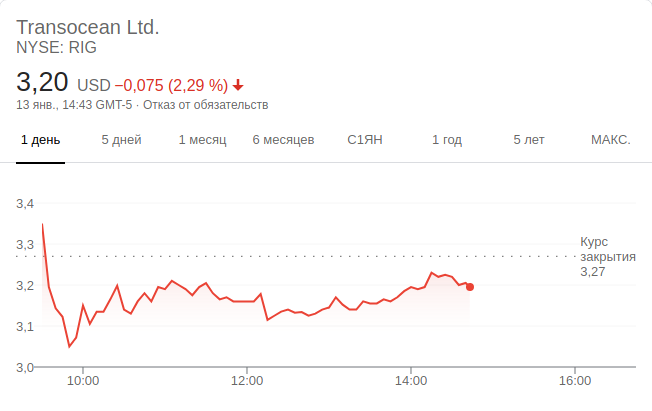 Transocean Ltd.
NYSE: RIG
3,20 USD −0,075 (2,29 %)
13 янв., 14:43 GMT-5 · Отказ от обязательств
1 день 5 дней 1 месяц 6 месяцев С1ЯН 1 год 5 лет МАКС.
3,4
3,3
3,2
3,1
3,0
Курс
закрытия
3,27
10:00 12:00 14:00 16:00